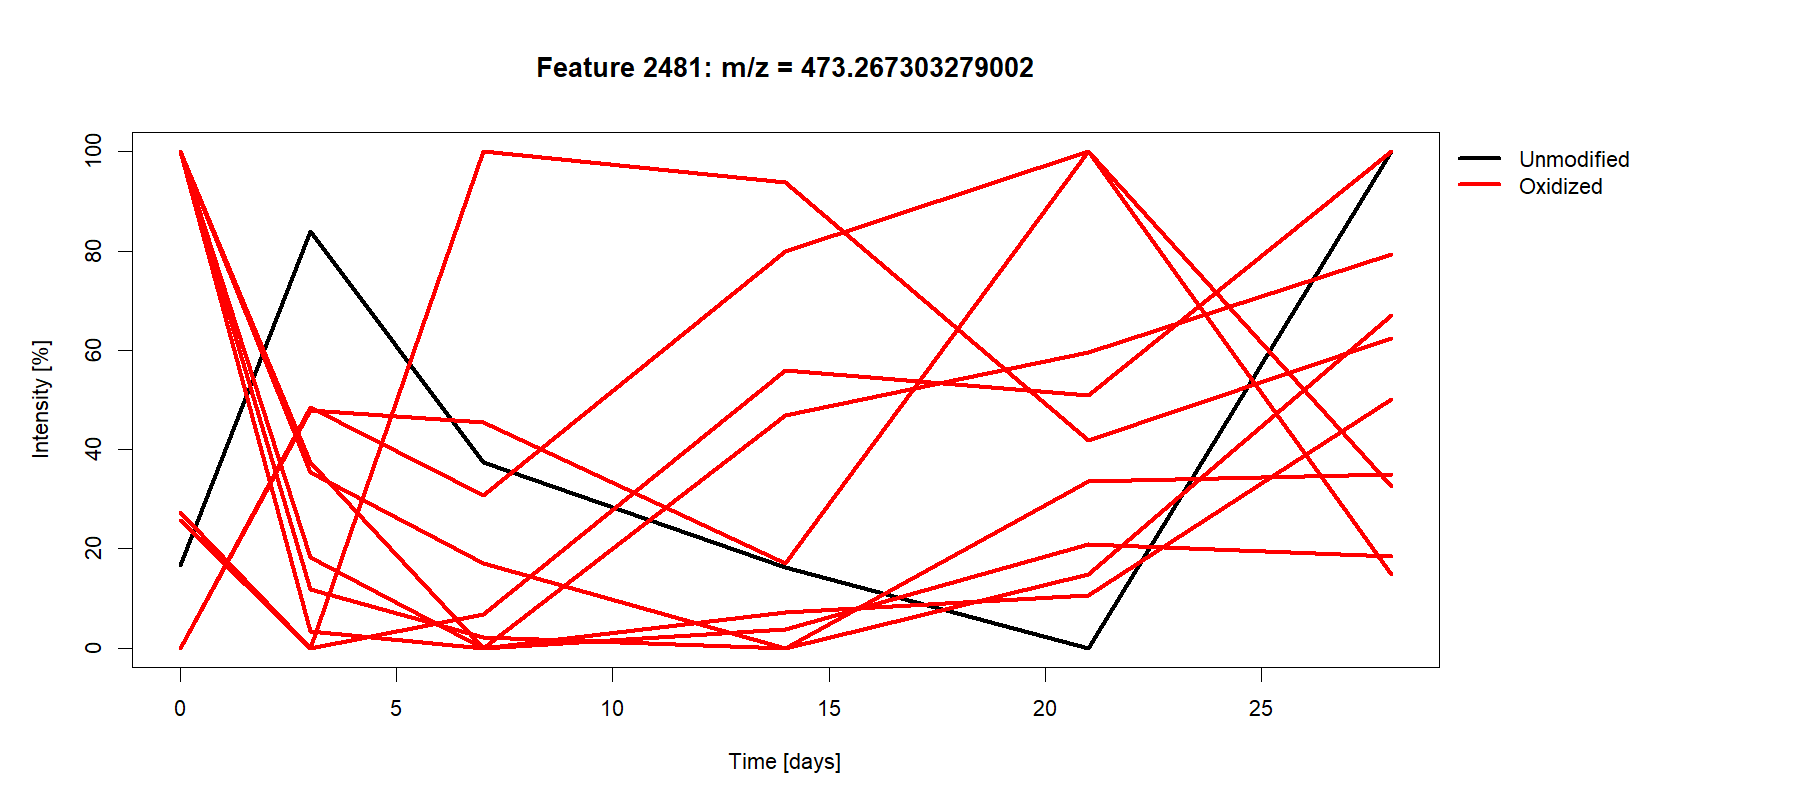 Feature 2481: m/z = 473.267303279002
Unmodified
Oxidized
Intensity [%]
100
80
60
40
20
0
0 5 10 15 20 25
Time [days]